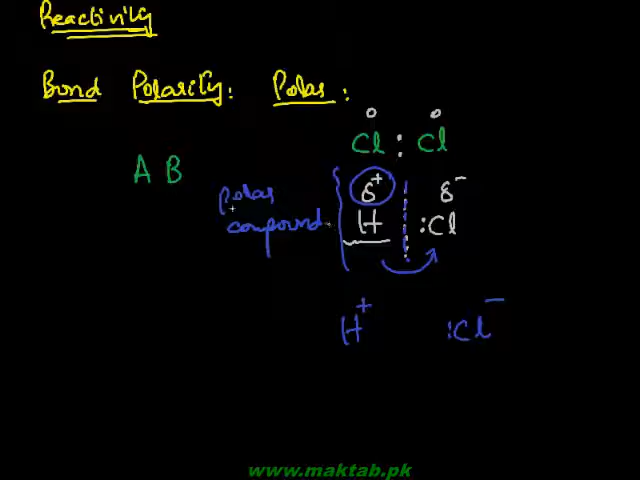 Reactivity
Bond Polarity: Polar:
Cl : Cl
A B
Polar compound
δ+ δ-
H :Cl
H+ :Cl-
www.maktab.pk